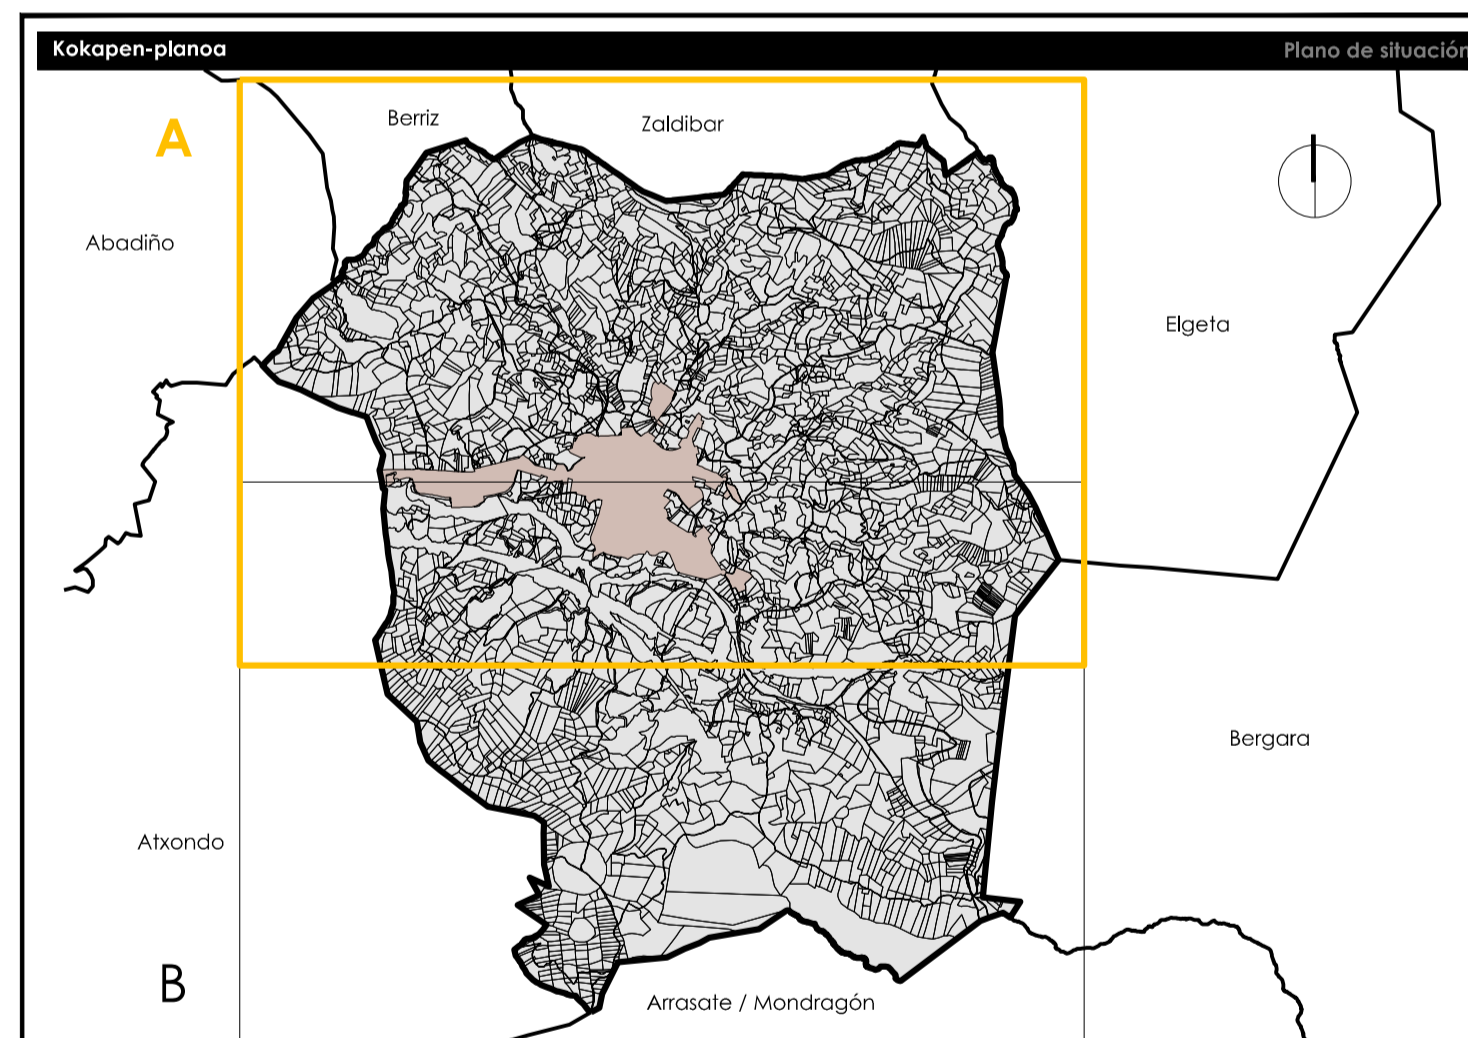 Kokapen-planoa
Plano de situación
A
Berriz
Zaldibar
Abadiño
Elgeta
Bergara
Atxondo
B
Arrasate / Mondragón